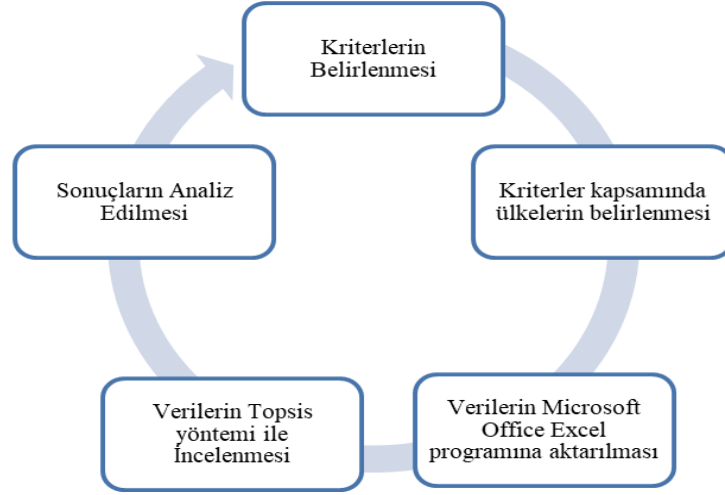 Kriterlerin
Belirlenmesi
Kriterler kapsamında
ülkelerin belirlenmesi
Verilerin Microsoft
Office Excel
programına aktarılması
Verilerin Topsis
yöntemi ile
İncelenmesi
Sonuçların Analiz
Edilmesi